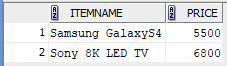 ITEMNAME PRICE
1 Samsung GalaxyS4 5500
2 Sony 8K LED TV 6800